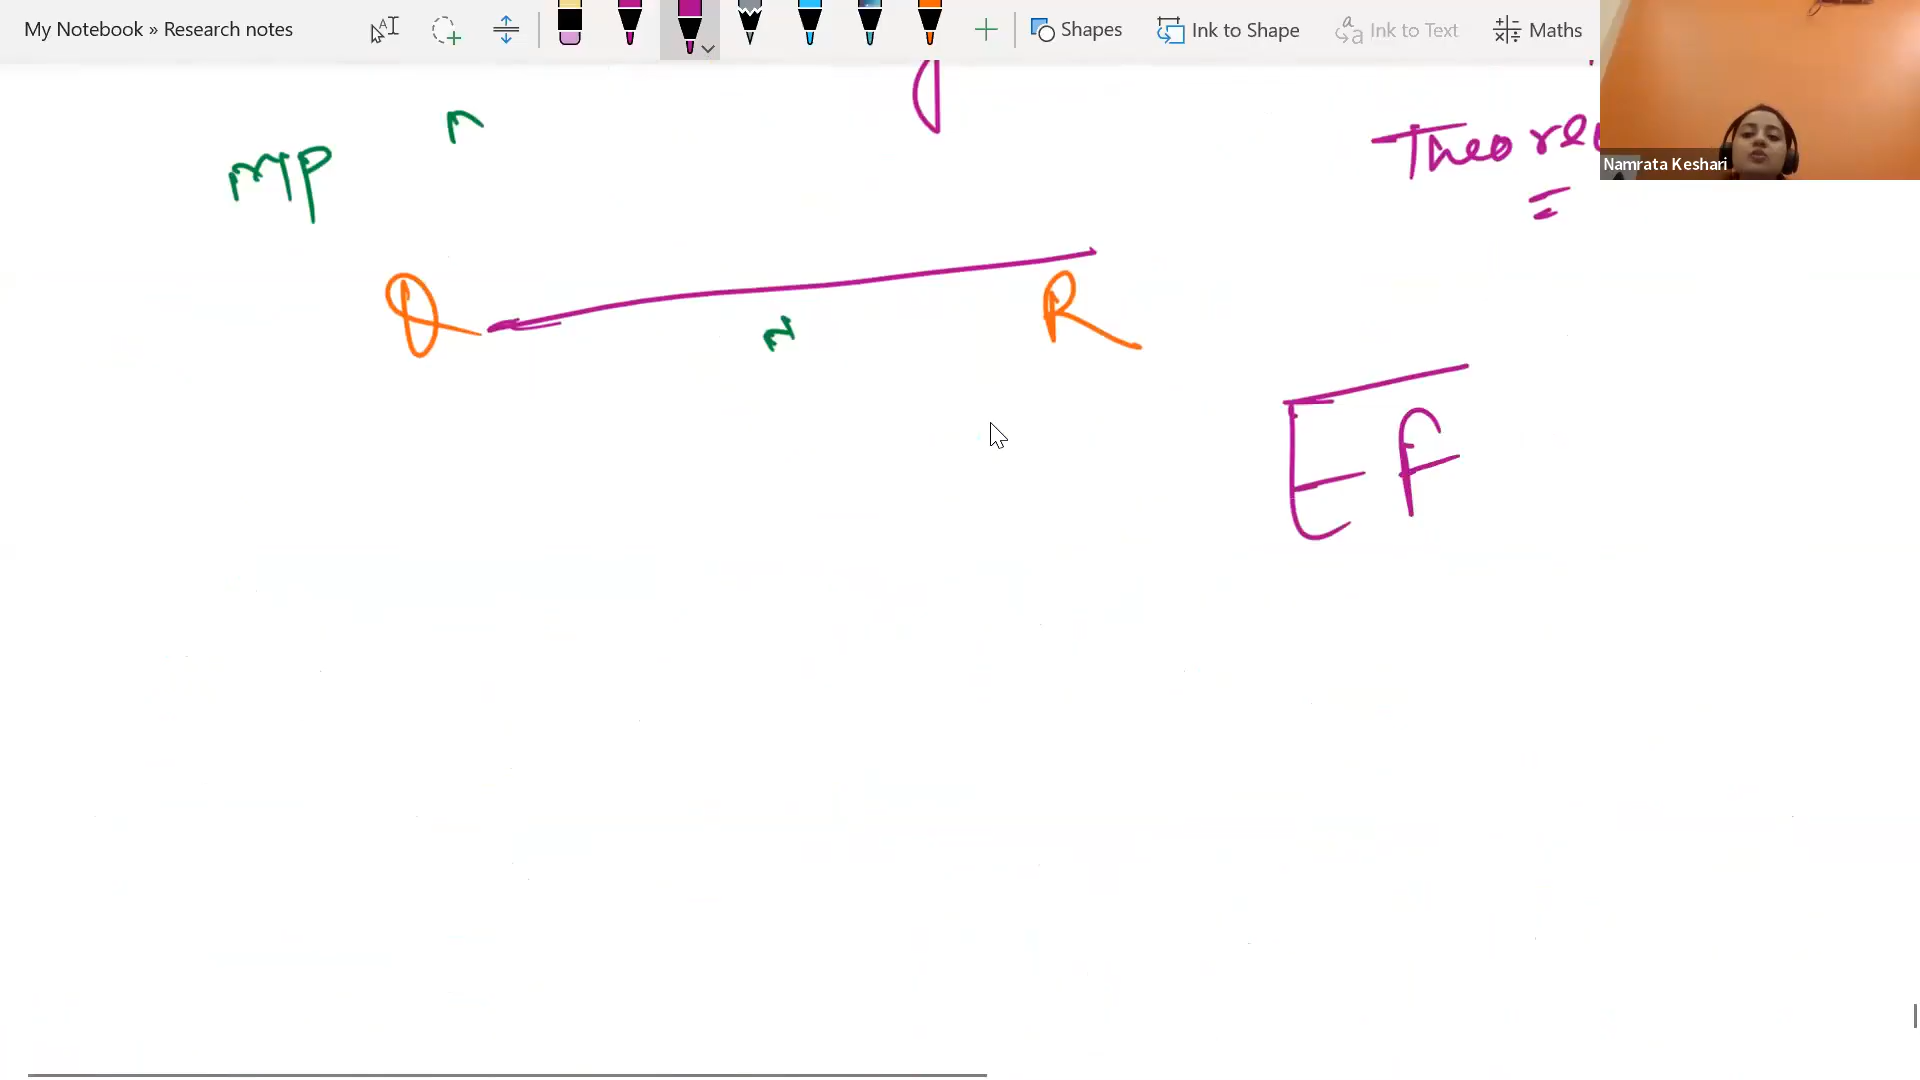 My Notebook » Research notes
Shapes
Ink to Shape
Ink to Text
Maths
Namrata Keshari
MP
Q
R
N
EF